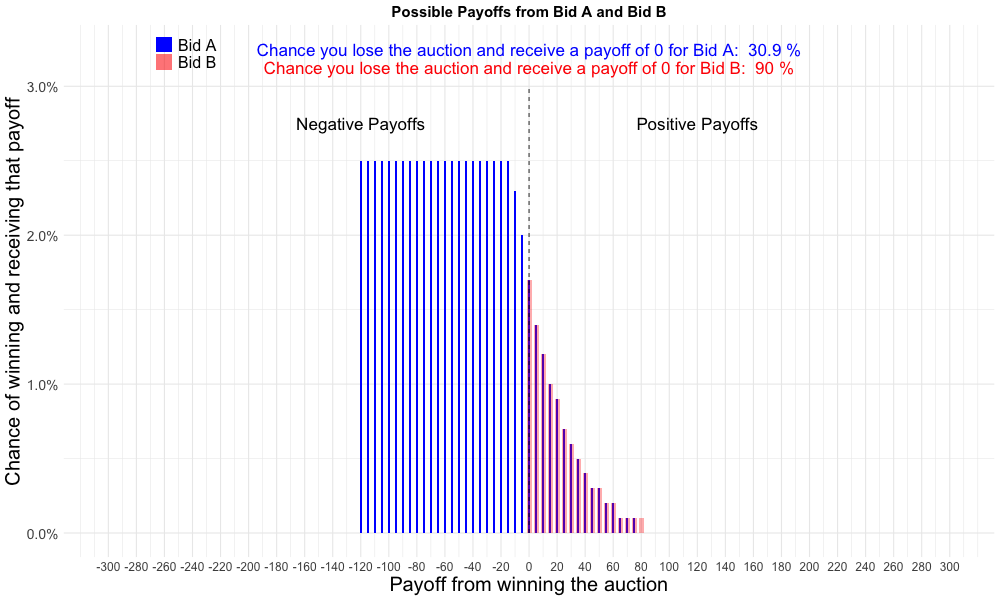 Possible Payoffs from Bid A and Bid B
Bid A
Bid B
Chance you lose the auction and receive a payoff of 0 for Bid A:  30.9 %
Chance you lose the auction and receive a payoff of 0 for Bid B:  90 %
Negative Payoffs
Positive Payoffs
Chance of winning and receiving that payoff
3.0%
2.0%
1.0%
0.0%
-300 -280 -260 -240 -220 -200 -180 -160 -140 -120 -100 -80 -60 -40 -20 0 20 40 60 80 100 120 140 160 180 200 220 240 260 280 300
Payoff from winning the auction